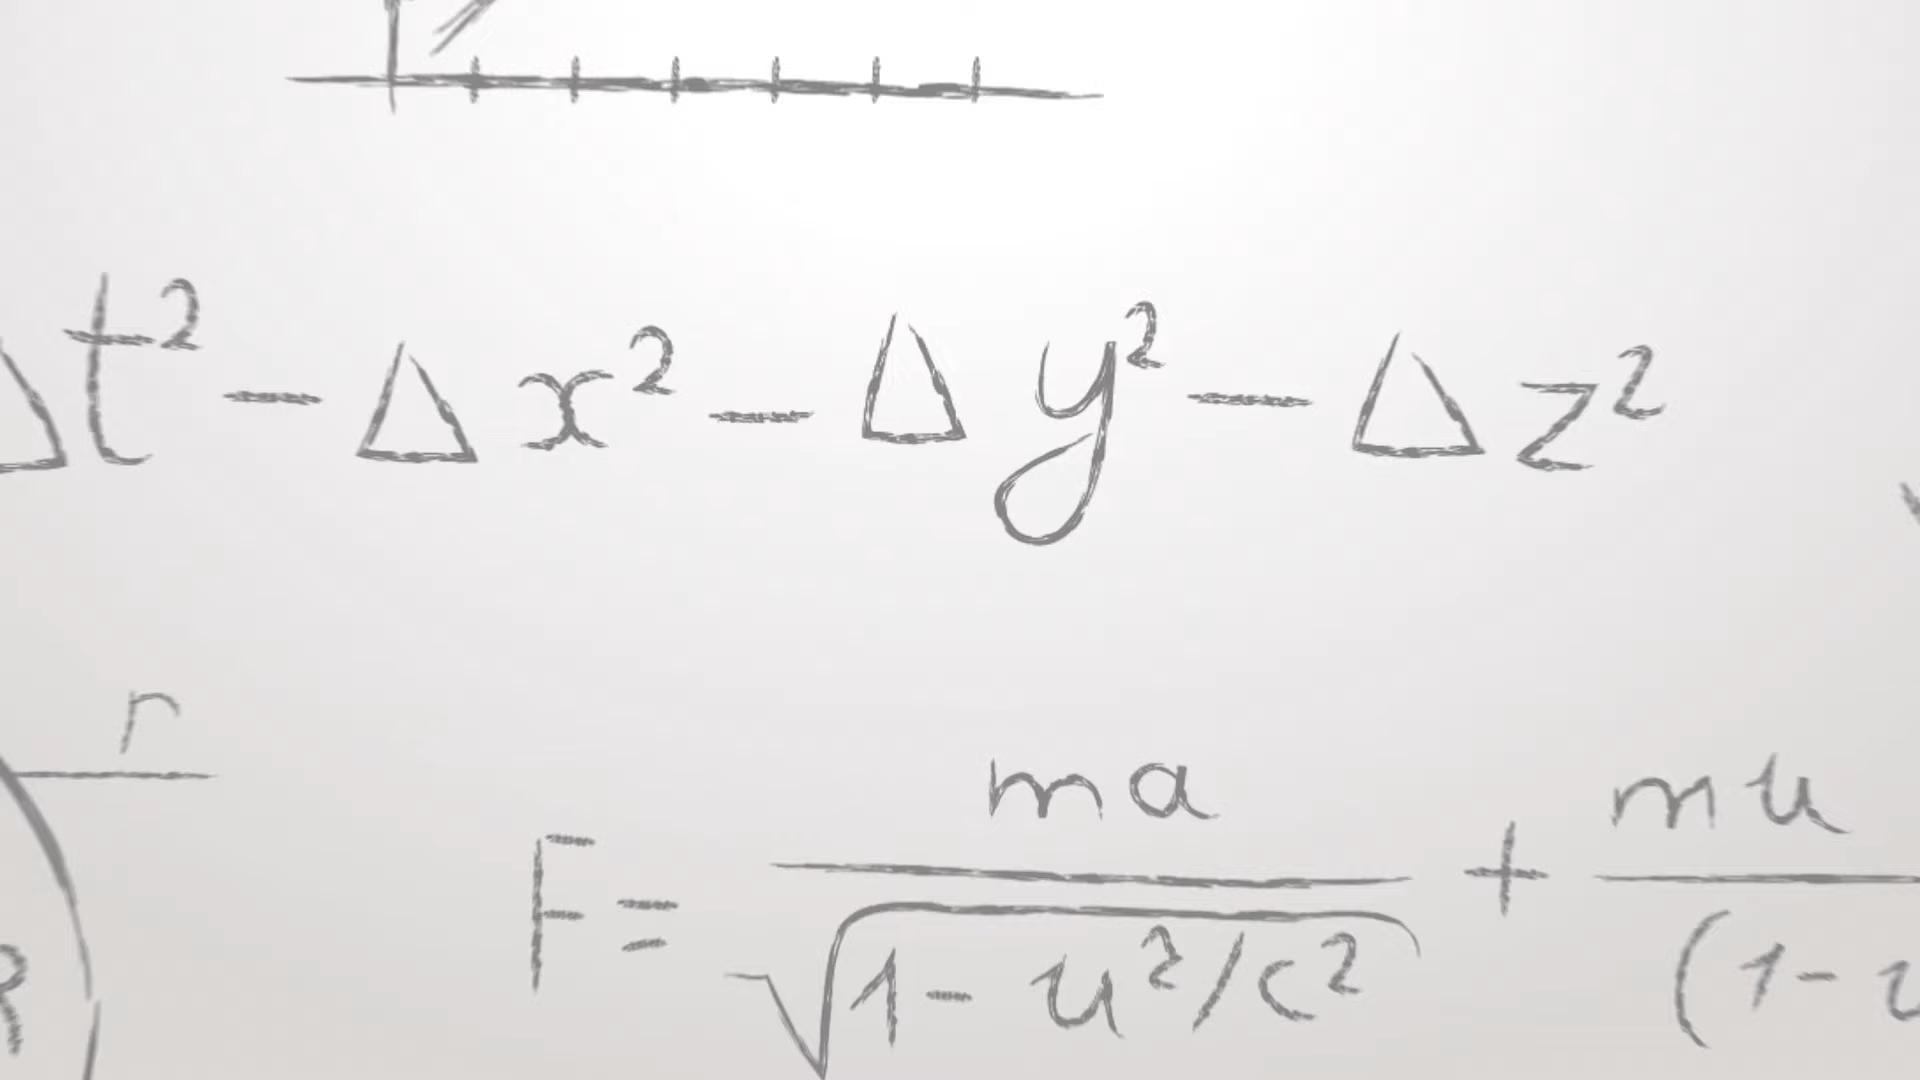 Δt² - Δx² - Δy² - Δz²
r
F = ma / √(1 - u²/c²) + mu / (1 -
R